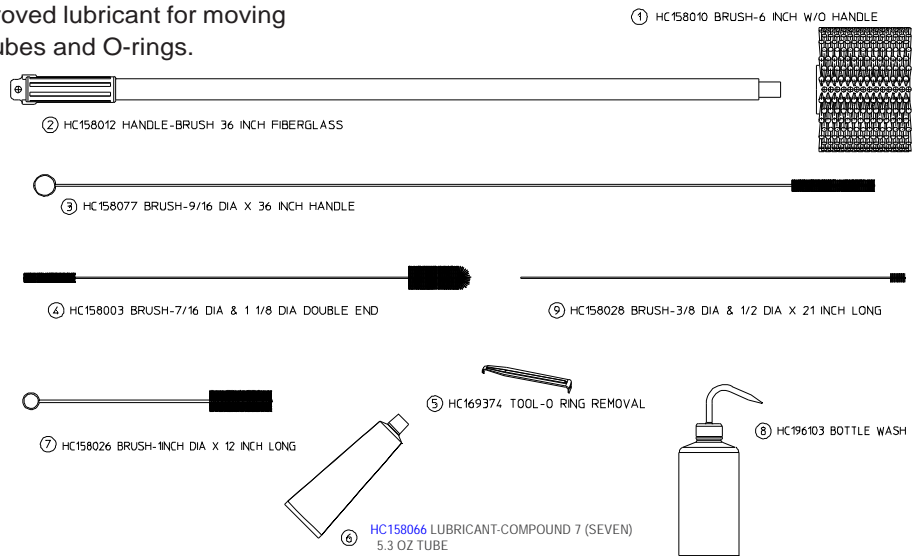 roved lubricant for moving
ubes and O-rings.
① HC158010 BRUSH-6 INCH W/O HANDLE
② HC158012 HANDLE-BRUSH 36 INCH FIBERGLASS
③ HC158077 BRUSH-9/16 DIA X 36 INCH HANDLE
④ HC158003 BRUSH-7/16 DIA & 1 1/8 DIA DOUBLE END
⑨ HC158028 BRUSH-3/8 DIA & 1/2 DIA X 21 INCH LONG
⑤ HC169374 TOOL-O RING REMOVAL
⑦ HC158026 BRUSH-1INCH DIA X 12 INCH LONG
⑧ HC196103 BOTTLE WASH
⑥ HC158066 LUBRICANT-COMPOUND 7 (SEVEN)
5.3 OZ TUBE